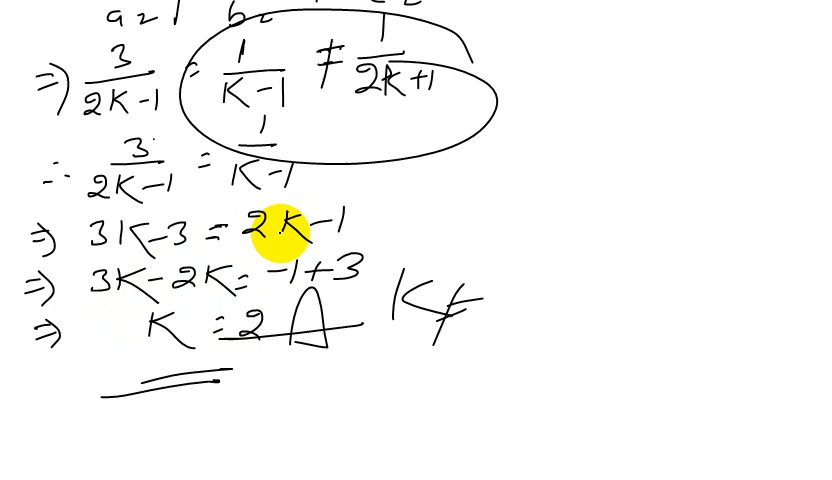 => 3/(2K-1) = 1/(K-1) ≠ 1/(2K+1)
∴ 3/(2K-1) = 1/(K-1)
=> 3K-3 = 2K-1
=> 3K-2K = -1+3
=> K = 2 K≠